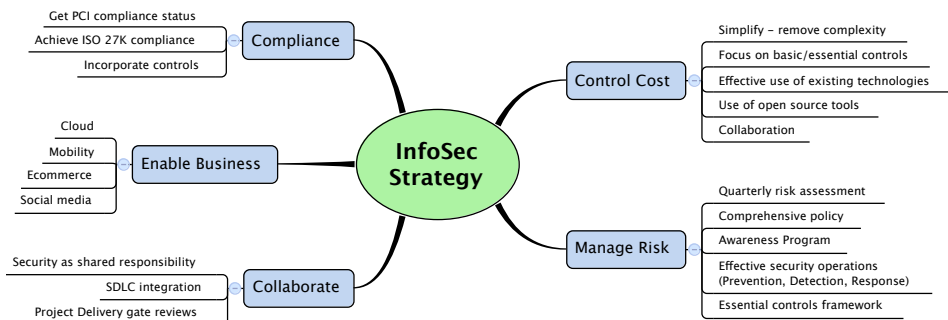 InfoSec
Strategy
Compliance
Get PCI compliance status
Achieve ISO 27K compliance
Incorporate controls
Enable Business
Cloud
Mobility
Ecommerce
Social media
Collaborate
Security as shared responsibility
SDLC integration
Project Delivery gate reviews
Control Cost
Simplify – remove complexity
Focus on basic/essential controls
Effective use of existing technologies
Use of open source tools
Collaboration
Manage Risk
Quarterly risk assessment
Comprehensive policy
Awareness Program
Effective security operations
(Prevention, Detection, Response)
Essential controls framework